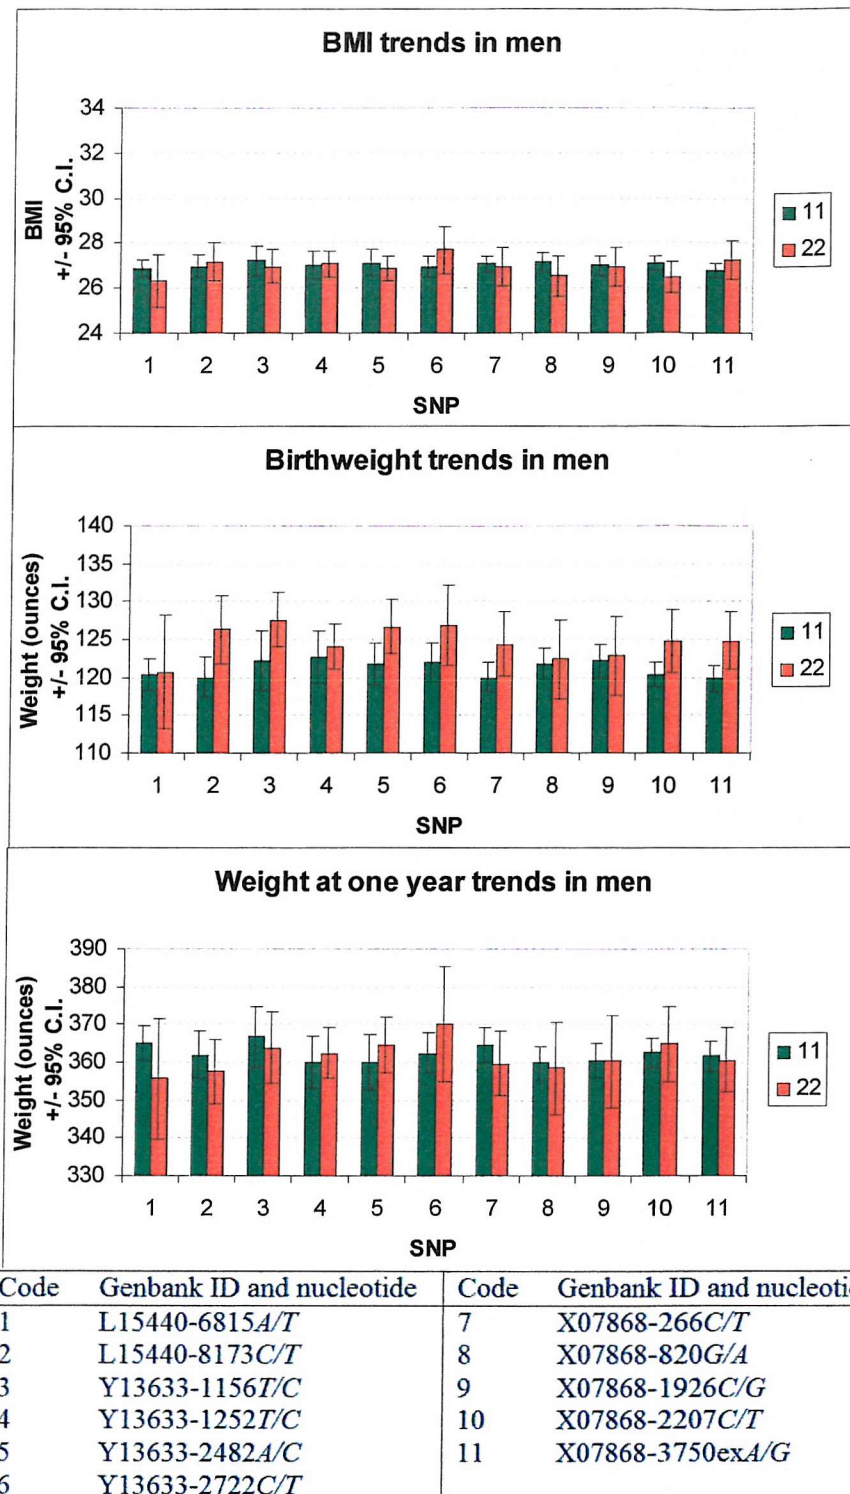 BMI trends in men
BMI
+/- 95% C.I.
34
32
30
28
26
24
1 2 3 4 5 6 7 8 9 10 11
SNP
11
22
Birthweight trends in men
Weight (ounces)
+/- 95% C.I.
140
135
130
125
120
115
110
1 2 3 4 5 6 7 8 9 10 11
SNP
11
22
Weight at one year trends in men
Weight (ounces)
+/- 95% C.I.
390
380
370
360
350
340
330
1 2 3 4 5 6 7 8 9 10 11
SNP
11
22
Code Genbank ID and nucleotide Code Genbank ID and nucleoti
1 L15440-6815A/T 7 X07868-266C/T
2 L15440-8173C/T 8 X07868-820G/A
3 Y13633-1156T/C 9 X07868-1926C/G
4 Y13633-1252T/C 10 X07868-2207C/T
5 Y13633-2482A/C 11 X07868-3750exA/G
6 Y13633-2722C/T